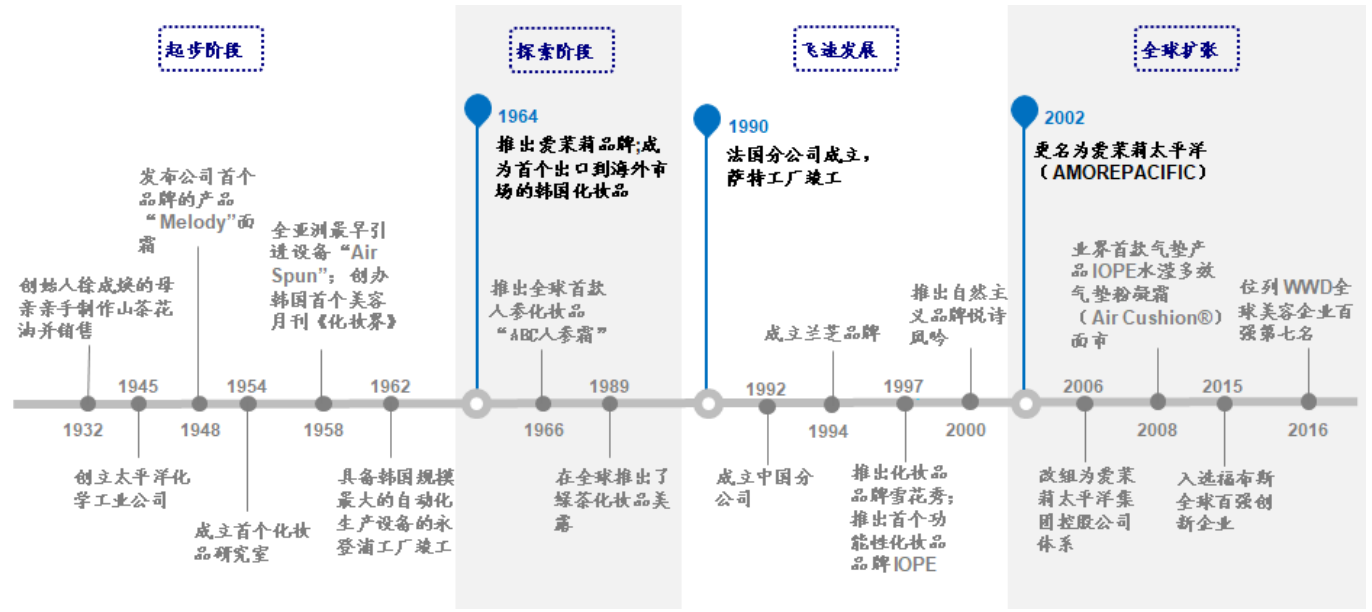 起步阶段
探索阶段
飞速发展
全球扩张
1964
推出爱茉莉品牌;成
为首个出口到海外市
场的韩国化妆品
1990
法国分公司成立，
萨特工厂竣工
2002
更名为爱茉莉太平洋
（AMOREPACIFIC）
创始人徐成焕的母
亲亲手制作山茶花
油并销售
发布公司首个
品牌的产品
“Melody”面
霜
全亚洲最早引
进设备“Air
Spun”；创办
韩国首个美容
月刊《化妆界》
推出全球首款
人参化妆品
“ABC人参霜”
成立兰芝品牌
推出自然主
义品牌悦诗
风吟
业界首款气垫产
品IOPE水滢多效
气垫粉凝霜
（Air Cushion®）
面市
位列WWD全
球美容企业百
强第七名
1945
1954
1962
1989
1992
1997
2006
2015
1932
1948
1958
1966
1994
2000
2008
2016
创立太平洋化
学工业公司
成立首个化妆
品研究室
具备韩国规模
最大的自动化
生产设备的永
登浦工厂竣工
在全球推出了
绿茶化妆品美
露
成立中国分
公司
推出化妆品
品牌雪花秀；
推出首个功
能性化妆品
品牌IOPE
改组为爱茉
莉太平洋集
团控股公司
体系
入选福布斯
全球百强创
新企业